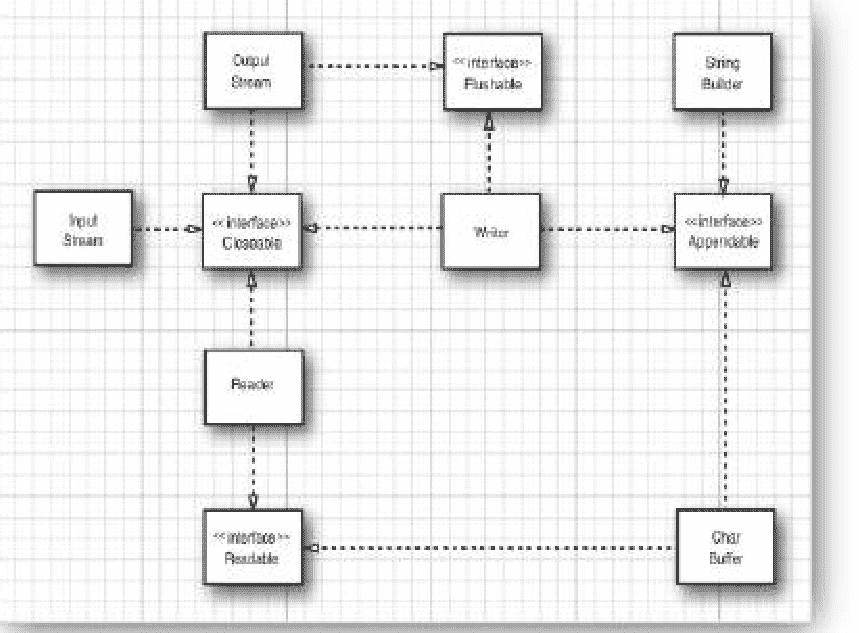 Output
Stream
<<interface>>
Flushable
String
Builder
Input
Stream
<<interface>>
Closeable
Writer
<<interface>>
Appendable
Reader
<<interface>>
Readable
Char
Buffer